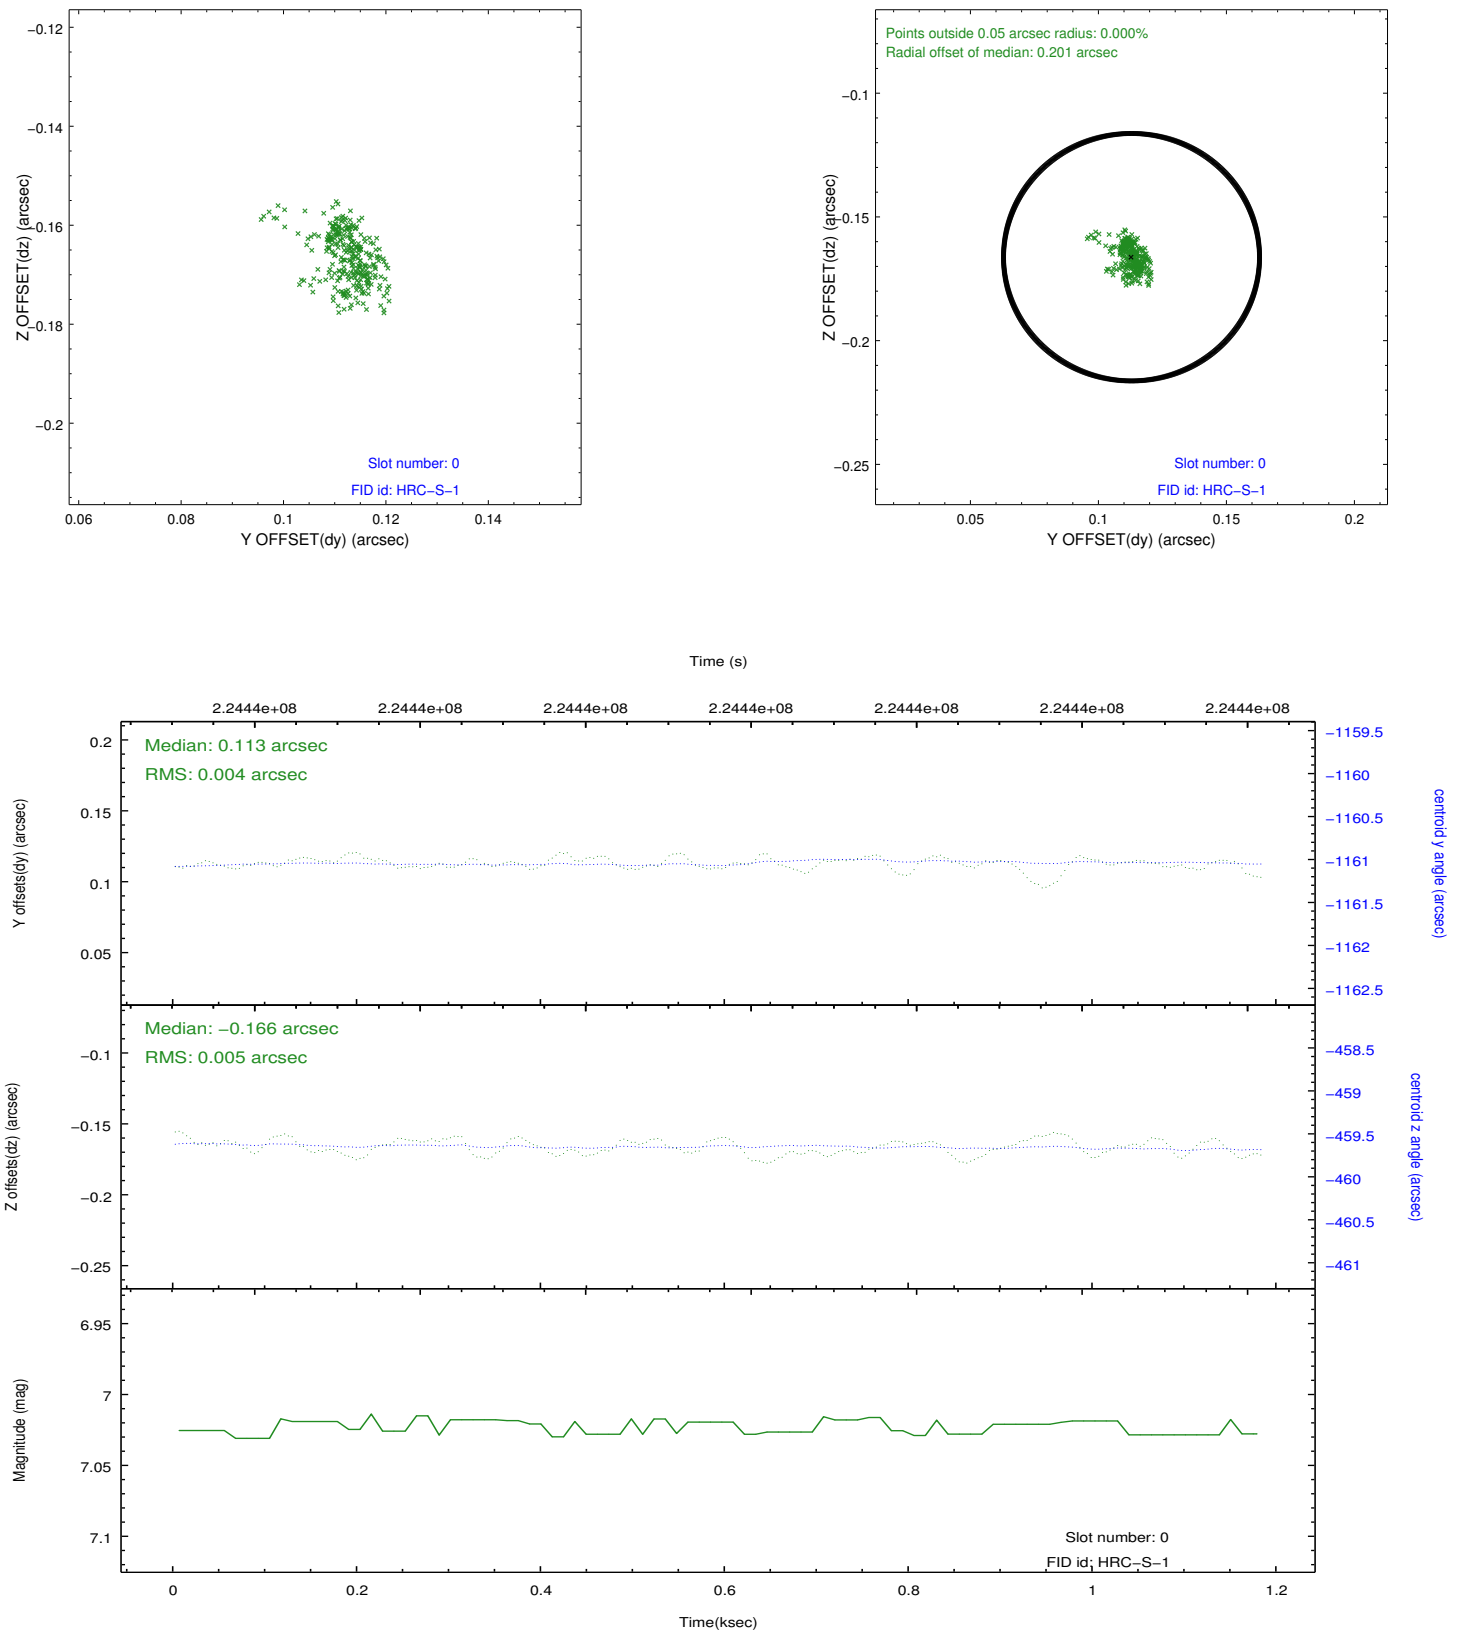 −0.12
−0.14
−0.16
−0.18
−0.2
Z OFFSET(dz) (arcsec)
Slot number: 0
FID id: HRC−S−1
0.06 0.08 0.1 0.12 0.14
Y OFFSET(dy) (arcsec)
Points outside 0.05 arcsec radius: 0.000%
Radial offset of median: 0.201 arcsec
−0.1
−0.15
−0.2
−0.25
Z OFFSET(dz) (arcsec)
Slot number: 0
FID id: HRC−S−1
0.05 0.1 0.15 0.2
Y OFFSET(dy) (arcsec)
Time (s)
2.2444e+08 2.2444e+08 2.2444e+08 2.2444e+08 2.2444e+08 2.2444e+08 2.2444e+08
Median: 0.113 arcsec
RMS: 0.004 arcsec
0.2
0.15
0.1
0.05
Y offsets(dy) (arcsec)
−1159.5
−1160
−1160.5
−1161
−1161.5
−1162
−1162.5
centroid y angle (arcsec)
Median: −0.166 arcsec
RMS: 0.005 arcsec
−0.1
−0.15
−0.2
−0.25
Z offsets(dz) (arcsec)
−458.5
−459
−459.5
−460
−460.5
−461
centroid z angle (arcsec)
6.95
7
7.05
7.1
Magnitude (mag)
Slot number: 0
FID id: HRC−S−1
0 0.2 0.4 0.6 0.8 1 1.2
Time(ksec)